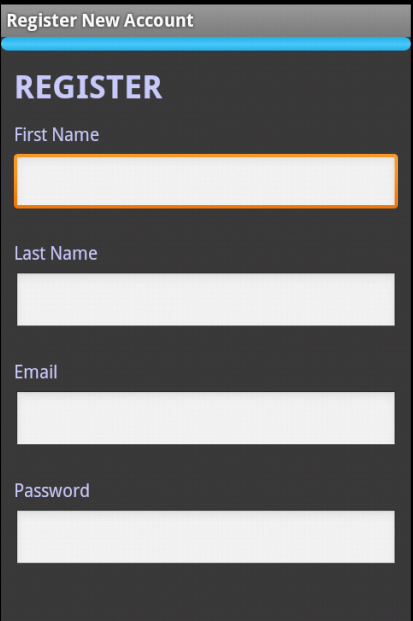 Register New Account
REGISTER
First Name
Last Name
Email
Password